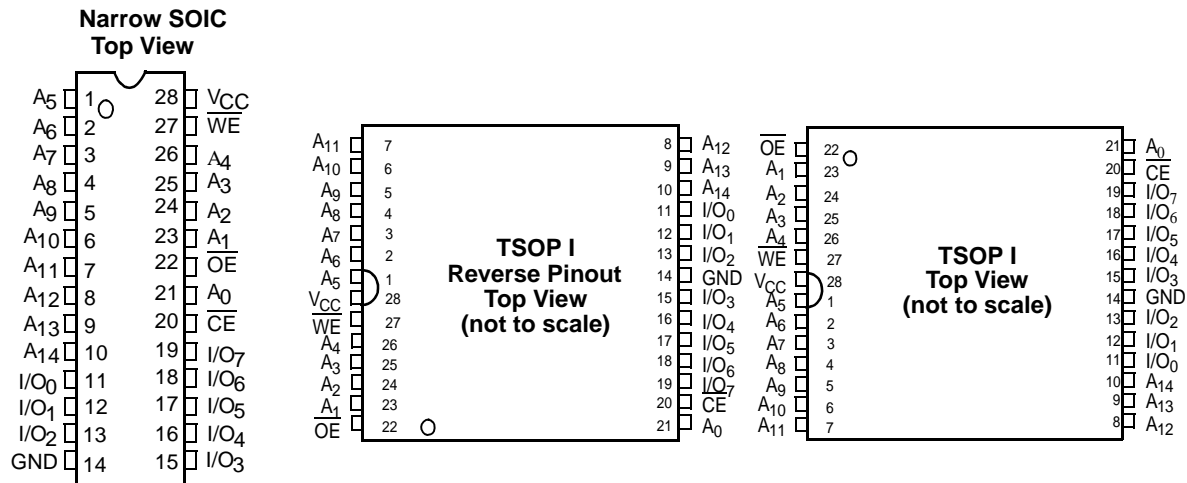 Narrow SOIC
Top View
A5 1 28 VCC
A6 2 27 WE
A7 3 26 A4
A8 4 25 A3
A9 5 24 A2
A10 6 23 A1
A11 7 22 OE
A12 8 21 A0
A13 9 20 CE
A14 10 19 I/O7
I/O0 11 18 I/O6
I/O1 12 17 I/O5
I/O2 13 16 I/O4
GND 14 15 I/O3
A11 7 8 A12
A10 6 9 A13
A9 5 10 A14
A8 4 11 I/O0
A7 3 12 I/O1
A6 2 13 I/O2
A5 1 14 GND
VCC 28 15 I/O3
WE 27 16 I/O4
A4 26 17 I/O5
A3 25 18 I/O6
A2 24 19 I/O7
A1 23 20 CE
OE 22 21 A0
TSOP I
Reverse Pinout
Top View
(not to scale)
OE 22 21 A0
A1 23 20 CE
A2 24 19 I/O7
A3 25 18 I/O6
A4 26 17 I/O5
WE 27 16 I/O4
VCC 28 15 I/O3
A5 1 14 GND
A6 2 13 I/O2
A7 3 12 I/O1
A8 4 11 I/O0
A9 5 10 A14
A10 6 9 A13
A11 7 8 A12
TSOP I
Top View
(not to scale)